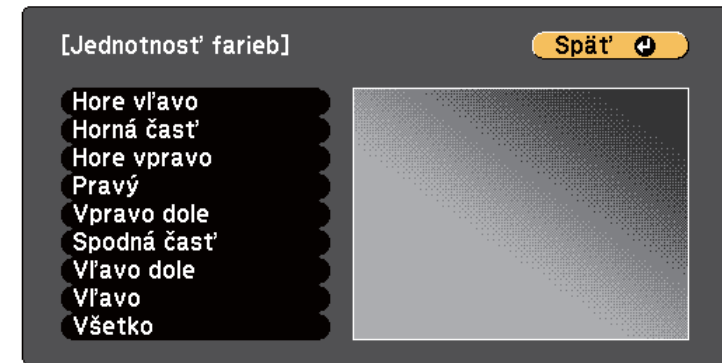 [Jednotnosť farieb]
Späť
Hore vľavo
Horná časť
Hore vpravo
Pravý
Vpravo dole
Spodná časť
Vľavo dole
Vľavo
Všetko